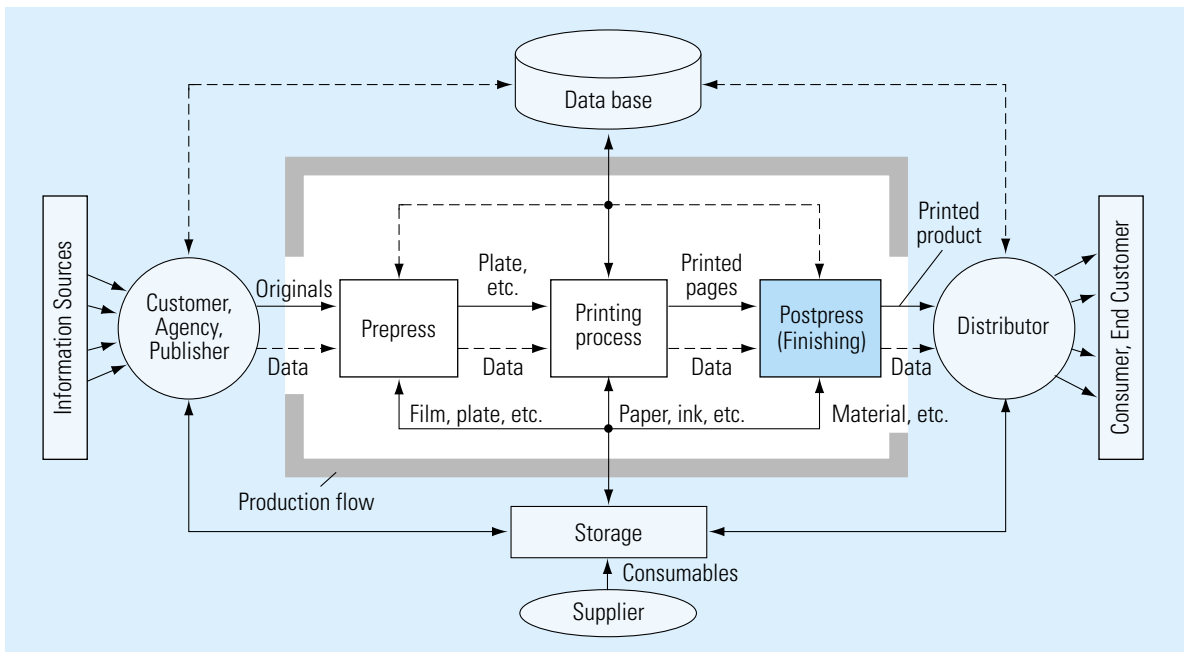 Data base
Information Sources
Customer,
Agency,
Publisher
Originals
Data
Prepress
Plate,
etc.
Data
Printing
process
Printed
pages
Data
Postpress
(Finishing)
Printed
product
Data
Distributor
Consumer, End Customer
Film, plate, etc.
Paper, ink, etc.
Material, etc.
Production flow
Storage
Consumables
Supplier